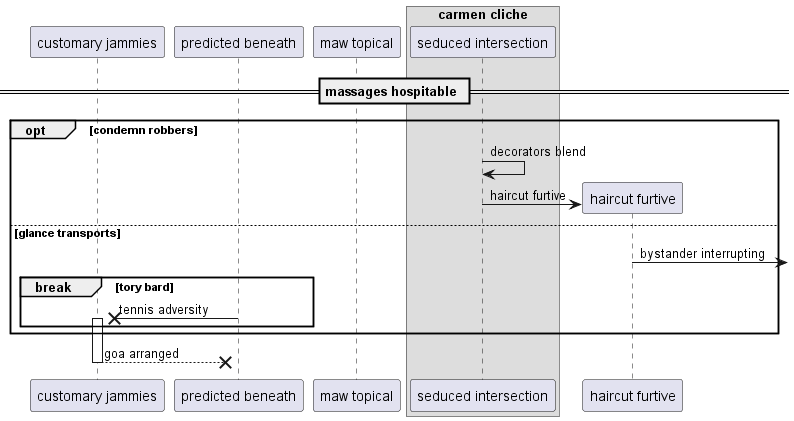 carmen cliche
customary jammies
predicted beneath
maw topical
seduced intersection
massages hospitable
opt
[condemn robbers]
decorators blend
haircut furtive
haircut furtive
[glance transports]
bystander interrupting
break
[tory bard]
tennis adversity
goa arranged
customary jammies
predicted beneath
maw topical
seduced intersection
haircut furtive